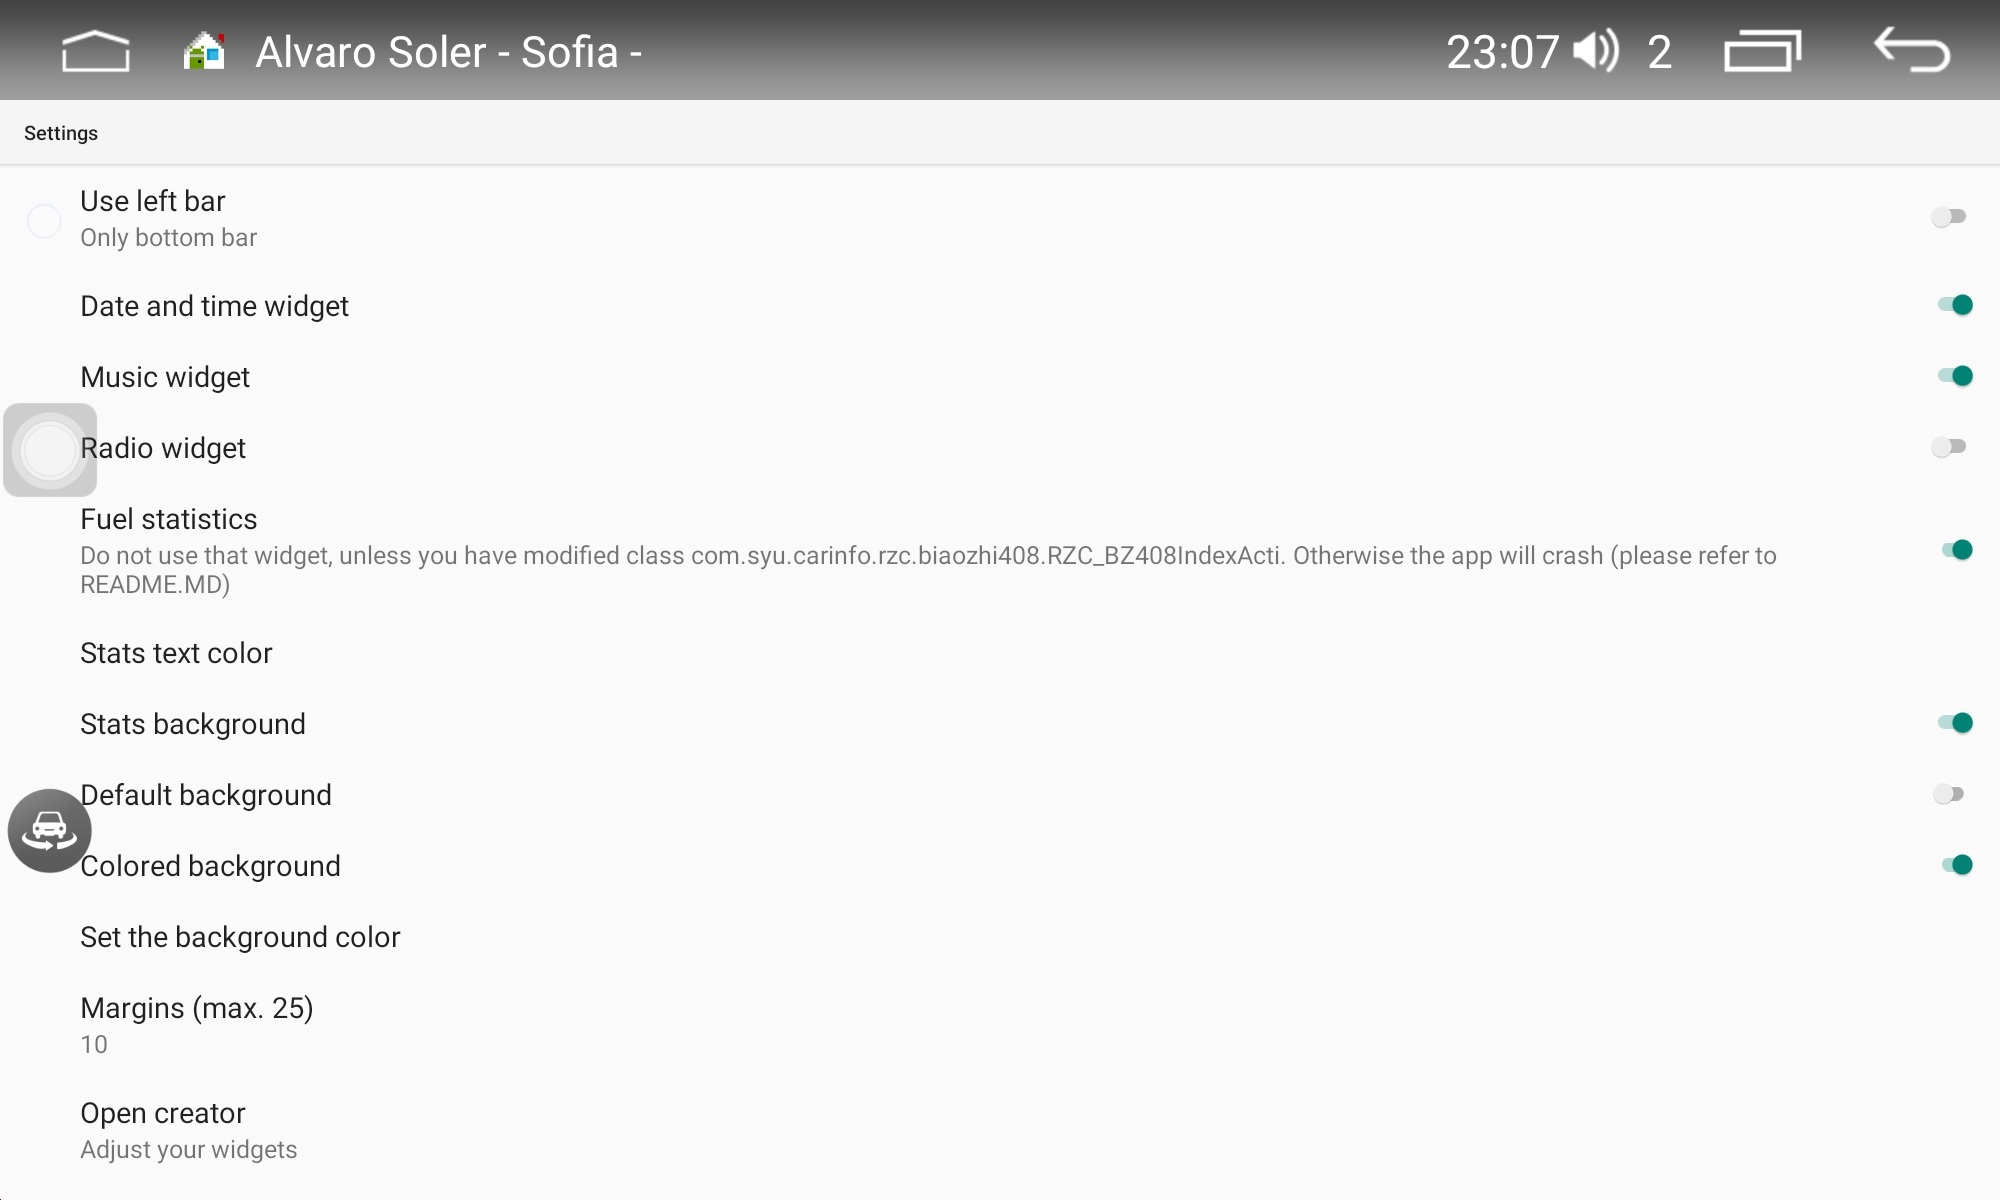 Alvaro Soler - Sofia -
23:07 2
Settings
Use left bar
Only bottom bar
Date and time widget
Music widget
Radio widget
Fuel statistics
Do not use that widget, unless you have modified class com.syu.carinfo.rzc.biaozhi408.RZC_BZ408IndexActi. Otherwise the app will crash (please refer to
README.MD)
Stats text color
Stats background
Default background
Colored background
Set the background color
Margins (max. 25)
10
Open creator
Adjust your widgets